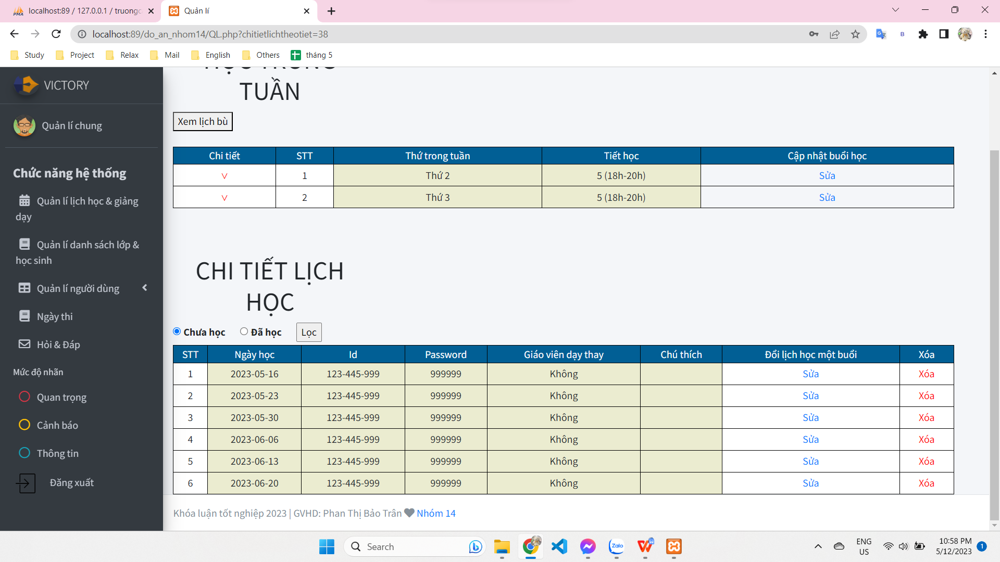 localhost:89 / 127.0.0.1 / truongc
Quản lí
localhost:89/do_an_nhom14/QL.php?chitietlichtheotiet=38
Study
Project
Relax
Mail
English
Others
tháng 5
VICTORY
Quản lí chung
Chức năng hệ thống
Quản lí lịch học & giảng
dạy
Quản lí danh sách lớp &
học sinh
Quản lí người dùng
Ngày thi
Hỏi & Đáp
Mức độ nhãn
Quan trọng
Cảnh báo
Thông tin
Đăng xuất
HỌC TRONG
TUẦN
Xem lịch bù
Chi tiết STT Thứ trong tuần Tiết học Cập nhật buổi học
V 1 Thứ 2 5 (18h-20h) Sửa
V 2 Thứ 3 5 (18h-20h) Sửa
CHI TIẾT LỊCH
HỌC
Chưa học Đã học Lọc
STT Ngày học Id Password Giáo viên dạy thay Chú thích Đổi lịch học một buổi Xóa
1 2023-05-16 123-445-999 999999 Không Sửa Xóa
2 2023-05-23 123-445-999 999999 Không Sửa Xóa
3 2023-05-30 123-445-999 999999 Không Sửa Xóa
4 2023-06-06 123-445-999 999999 Không Sửa Xóa
5 2023-06-13 123-445-999 999999 Không Sửa Xóa
6 2023-06-20 123-445-999 999999 Không Sửa Xóa
Khóa luận tốt nghiệp 2023 | GVHD: Phan Thị Bảo Trân Nhóm 14
Search
Zalo
ENG
US
10:58 PM
5/12/2023
1